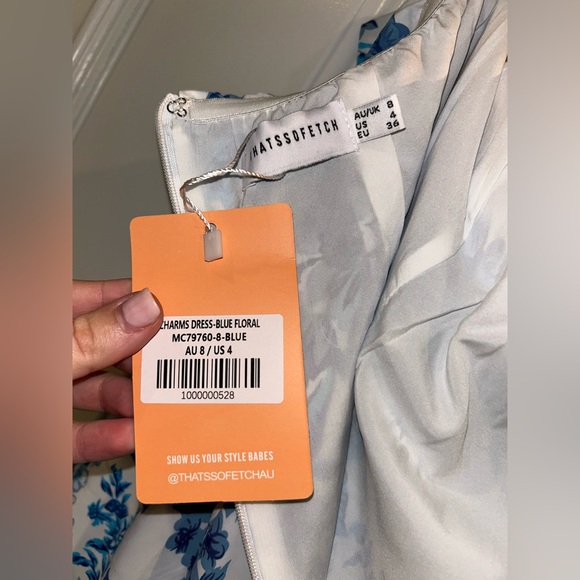 THATSSOFETCH
AU/UK 8
US 4
EU 36
CHARMS DRESS-BLUE FLORAL
MC79760-8-BLUE
AU 8 / US 4
1000000528
SHOW US YOUR STYLE BABES
@THATSSOFETCHAU